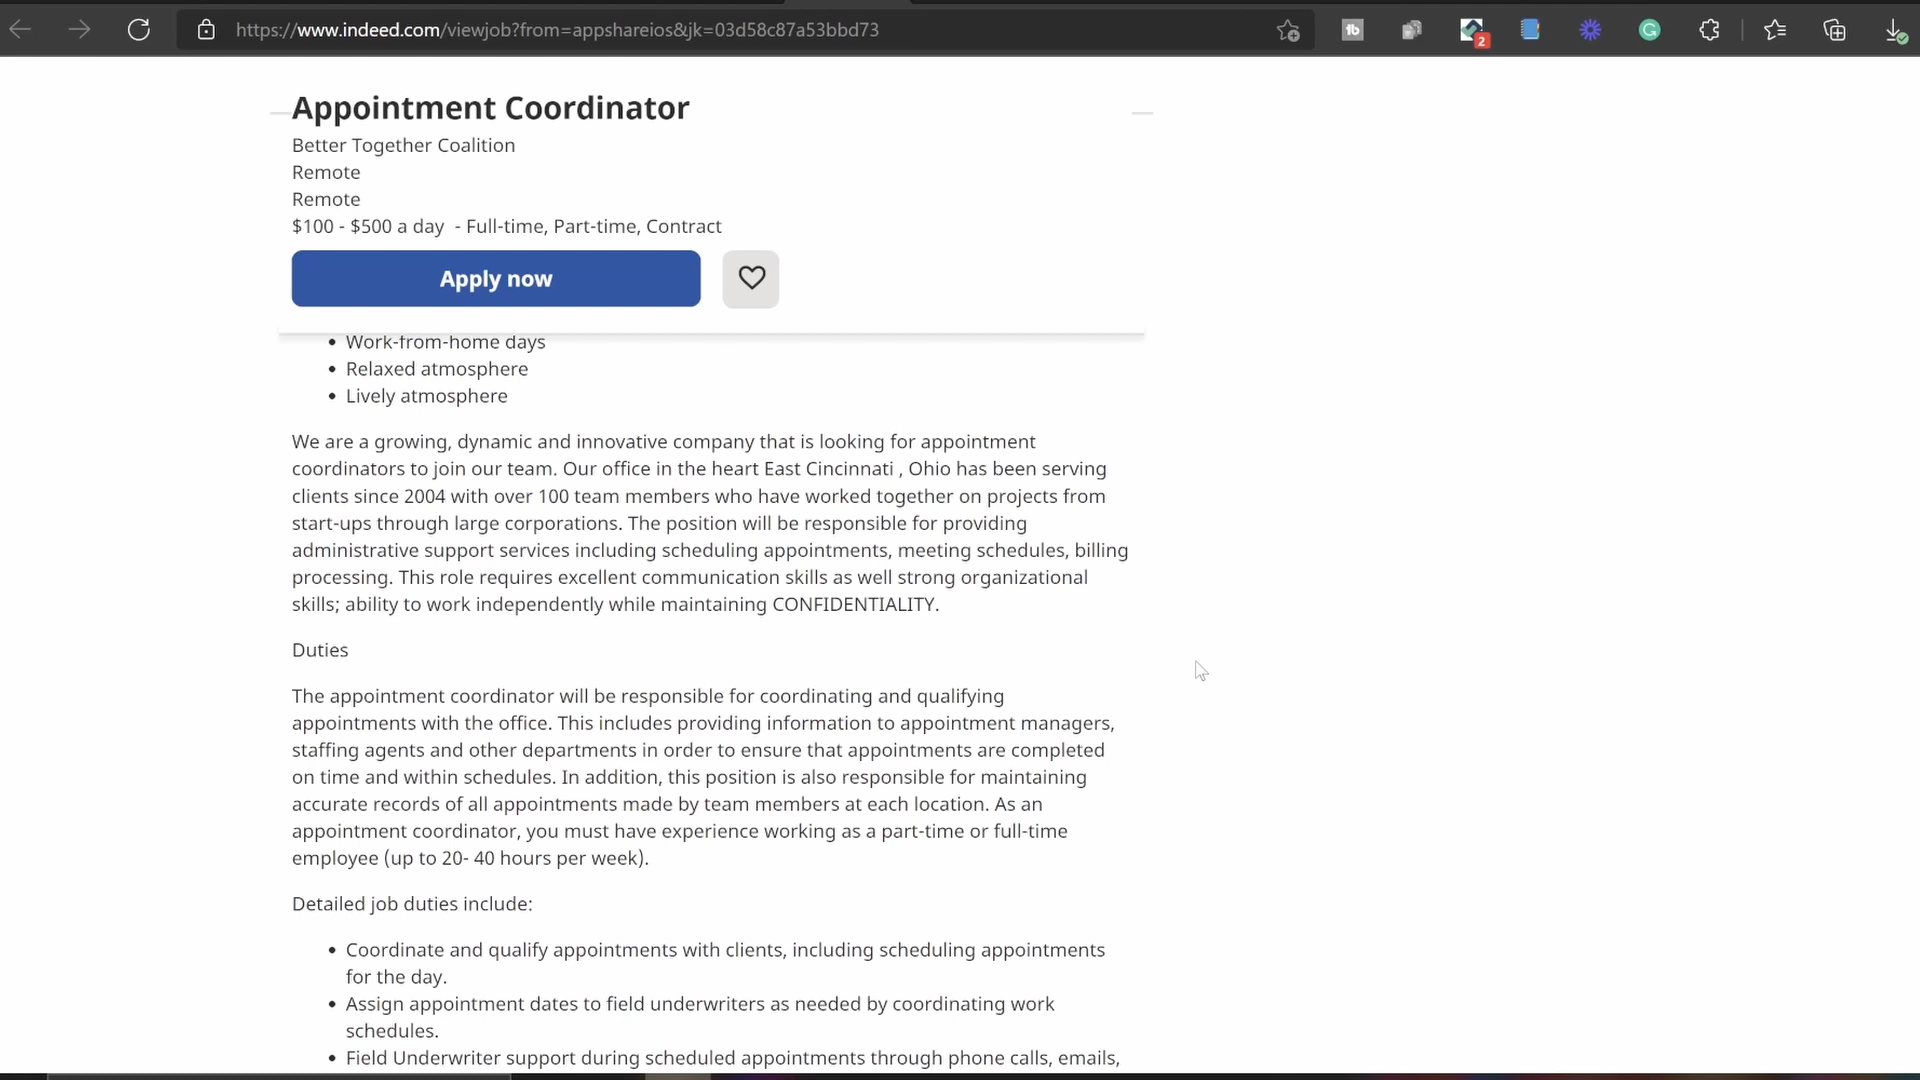 https://www.indeed.com/viewjob?from=appshareios&jk=03d58c87a53bbd73
tb
2
G
Appointment Coordinator
Better Together Coalition
Remote
Remote
$100 - $500 a day - Full-time, Part-time, Contract
Apply now
• Work-from-home days
• Relaxed atmosphere
• Lively atmosphere
We are a growing, dynamic and innovative company that is looking for appointment
coordinators to join our team. Our office in the heart East Cincinnati , Ohio has been serving
clients since 2004 with over 100 team members who have worked together on projects from
start-ups through large corporations. The position will be responsible for providing
administrative support services including scheduling appointments, meeting schedules, billing
processing. This role requires excellent communication skills as well strong organizational
skills; ability to work independently while maintaining CONFIDENTIALITY.
Duties
The appointment coordinator will be responsible for coordinating and qualifying
appointments with the office. This includes providing information to appointment managers,
staffing agents and other departments in order to ensure that appointments are completed
on time and within schedules. In addition, this position is also responsible for maintaining
accurate records of all appointments made by team members at each location. As an
appointment coordinator, you must have experience working as a part-time or full-time
employee (up to 20- 40 hours per week).
Detailed job duties include:
• Coordinate and qualify appointments with clients, including scheduling appointments
for the day.
• Assign appointment dates to field underwriters as needed by coordinating work
schedules.
• Field Underwriter support during scheduled appointments through phone calls, emails,